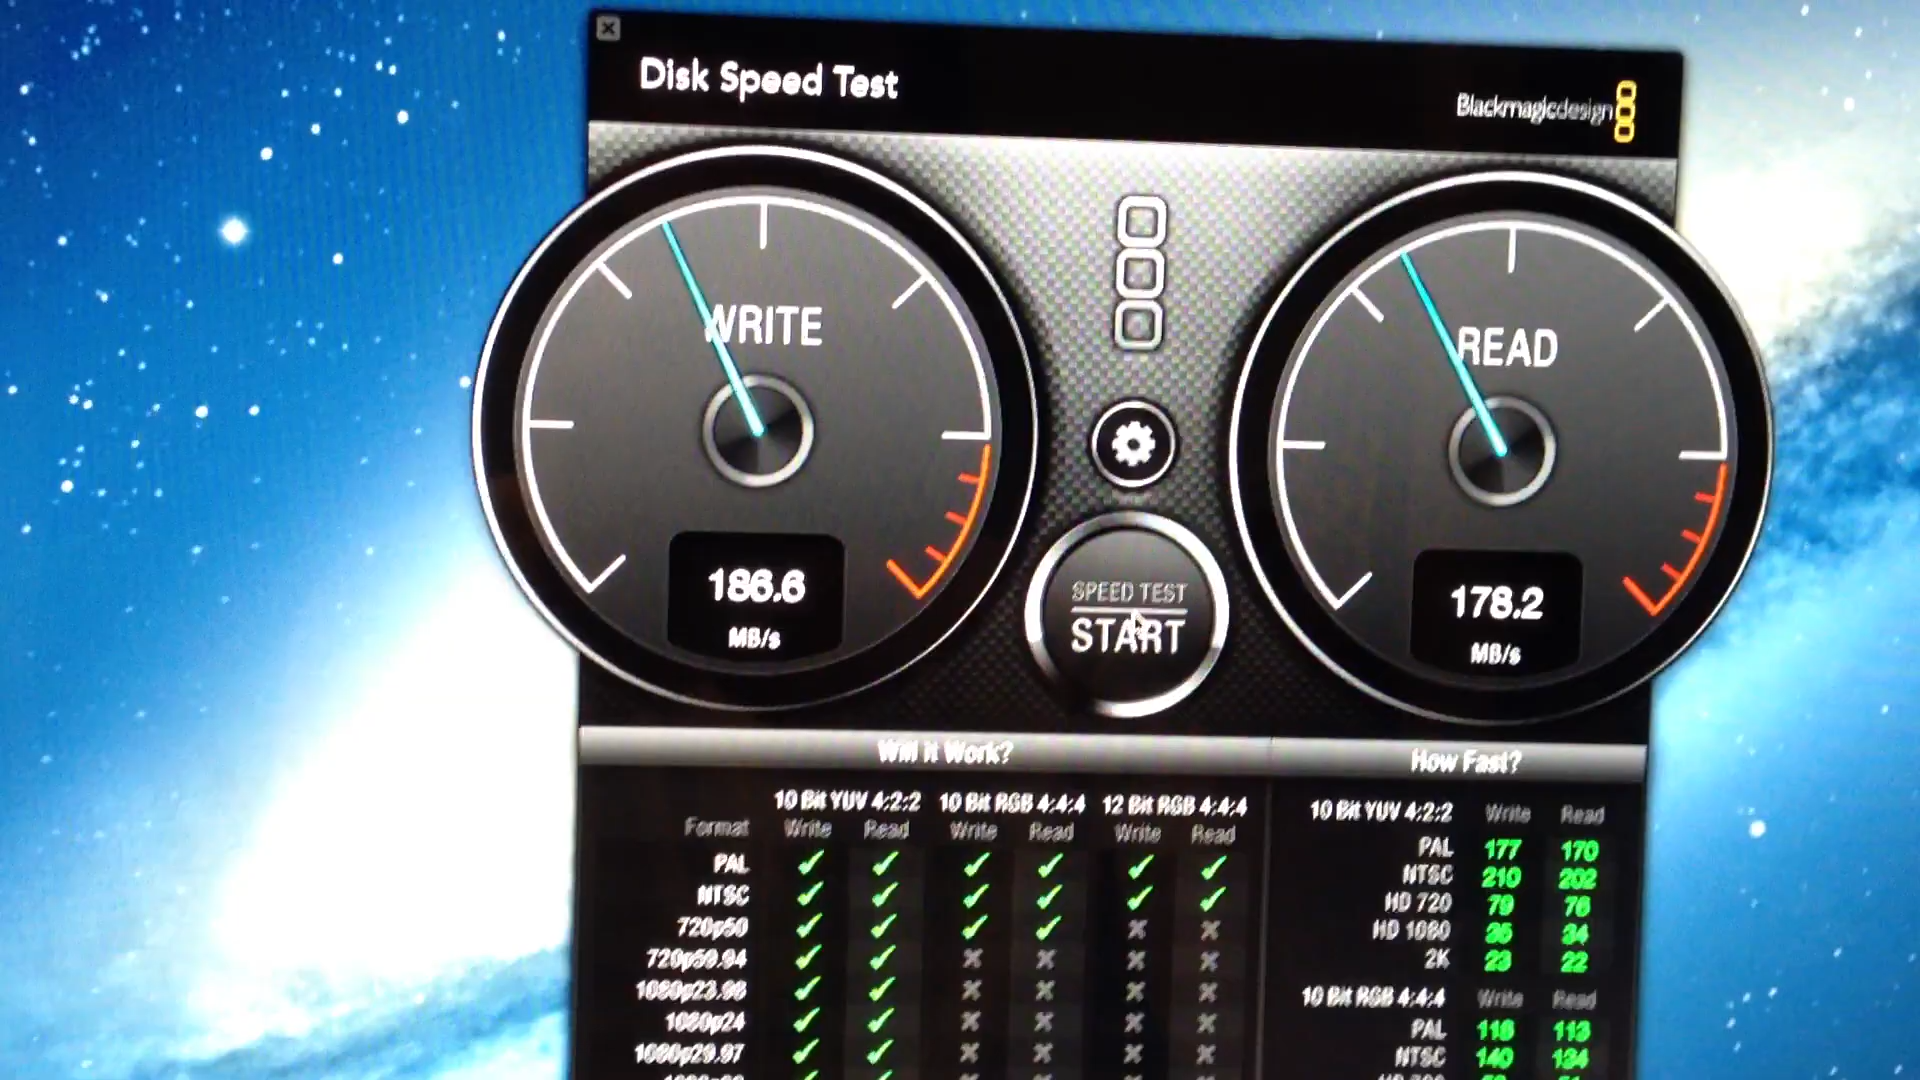 Disk Speed Test
Blackmagicdesign
WRITE
READ
186.6
MB/s
SPEED TEST
START
178.2
MB/s
Will it Work?
How Fast?
10 Bit YUV 4:2:2 10 Bit RGB 4:4:4 12 Bit RGB 4:4:4
Format Write Read Write Read Write Read
PAL ✓ ✓ ✓ ✓ ✓ ✓
NTSC ✓ ✓ ✓ ✓ ✓ ✓
720p50 ✓ ✓ ✓ ✓ ✗ ✗
720p59.94 ✓ ✓ ✗ ✗ ✗ ✗
1080p23.98 ✓ ✓ ✗ ✗ ✗ ✗
1080p24 ✓ ✓ ✗ ✗ ✗ ✗
1080p29.97 ✓ ✓ ✗ ✗ ✗ ✗
10 Bit YUV 4:2:2 Write Read
PAL 177 170
NTSC 210 202
HD 720 79 76
HD 1080 35 34
2K 23 22
10 Bit RGB 4:4:4 Write Read
PAL 118 113
NTSC 140 134